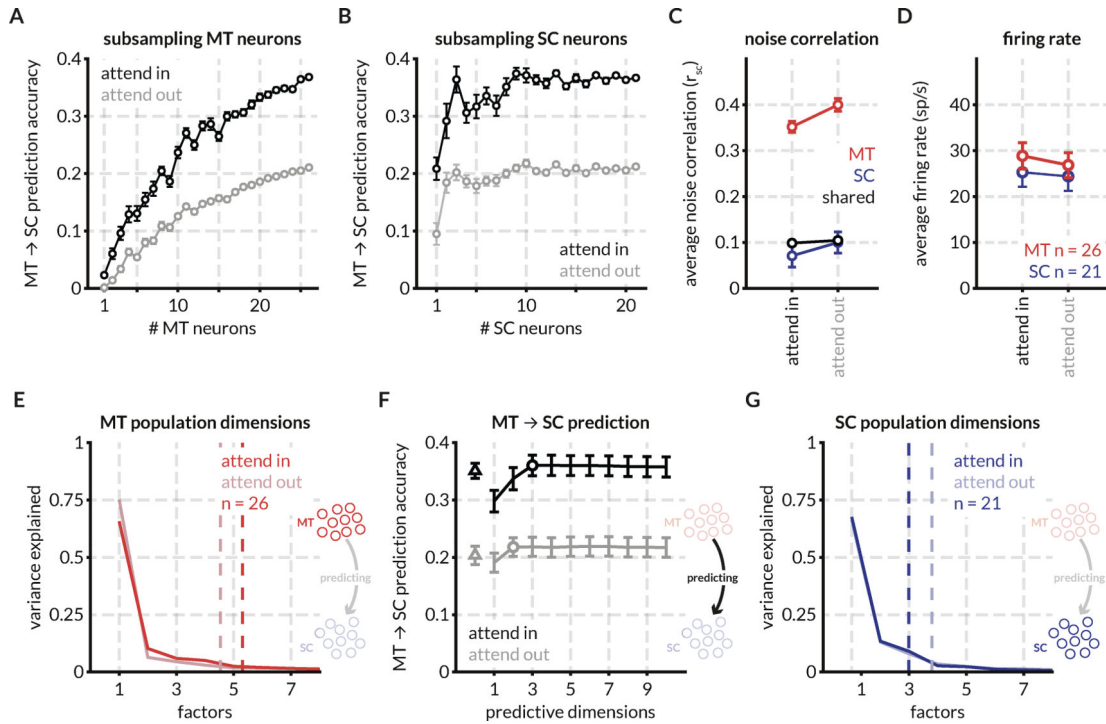 A
subsampling MT neurons
MT → SC prediction accuracy
0.4
0.3
0.2
0.1
0
attend in
attend out
1
10
20
# MT neurons
B
subsampling SC neurons
MT → SC prediction accuracy
0.4
0.3
0.2
0.1
0
attend in
attend out
1
10
20
# SC neurons
C
noise correlation
average noise correlation (rsc)
0.4
0.3
0.2
0.1
0
MT
SC
shared
attend in
attend out
D
firing rate
average firing rate (sp/s)
40
30
20
10
0
MT n = 26
SC n = 21
attend in
attend out
E
MT population dimensions
variance explained
1
0.75
0.5
0.25
0
attend in
attend out
n = 26
MT
predicting
SC
1
3
5
7
factors
F
MT → SC prediction
MT → SC prediction accuracy
0.4
0.3
0.2
0.1
0
attend in
attend out
MT
predicting
SC
1
3
5
7
9
predictive dimensions
G
SC population dimensions
variance explained
1
0.75
0.5
0.25
0
attend in
attend out
n = 21
MT
predicting
SC
1
3
5
7
factors